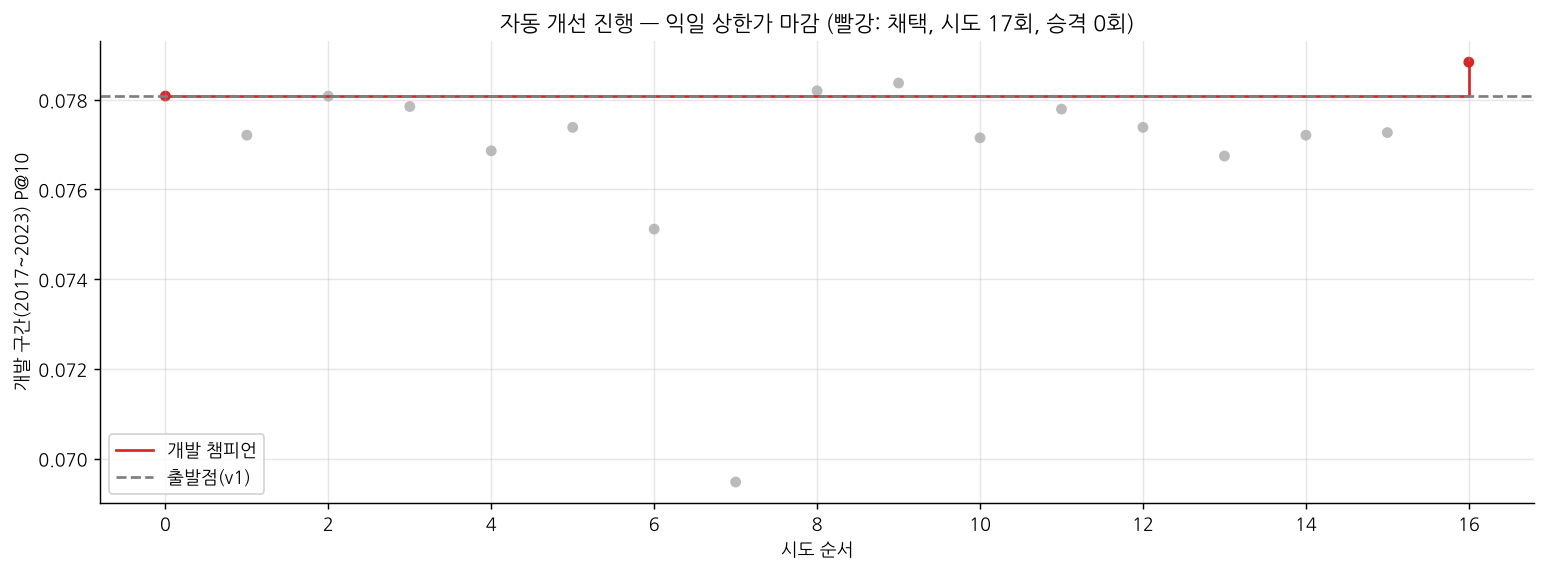 자동 개선 진행 — 익일 상한가 마감 (빨강: 채택, 시도 17회, 승격 0회)
개발 구간(2017~2023) P@10
0.078
0.076
0.074
0.072
0.070
개발 챔피언
출발점(v1)
0 2 4 6 8 10 12 14 16
시도 순서